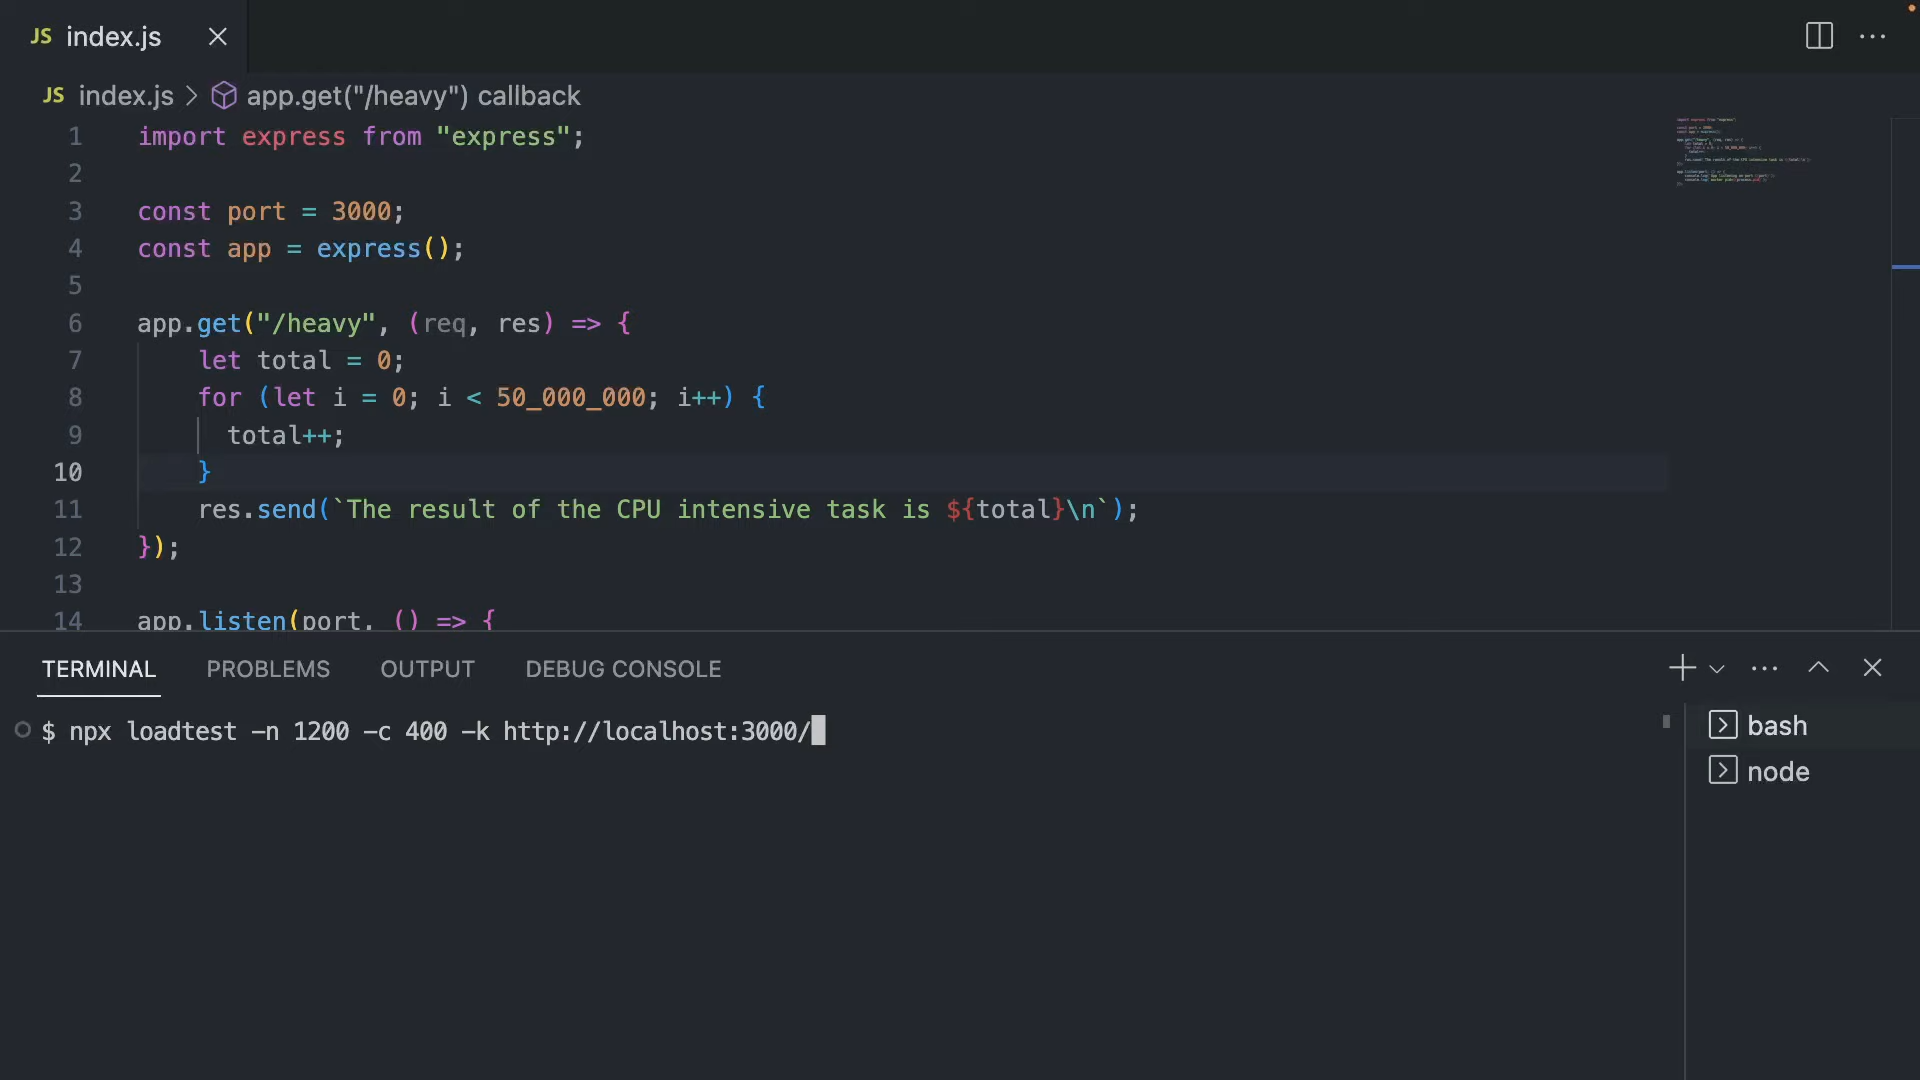 JS index.js
JS index.js > app.get("/heavy") callback
1 import express from "express";
2
3 const port = 3000;
4 const app = express();
5
6 app.get("/heavy", (req, res) => {
7 let total = 0;
8 for (let i = 0; i < 50_000_000; i++) {
9 total++;
10 }
11 res.send(`The result of the CPU intensive task is ${total}\n`);
12 });
13
14 app.listen(port, () => {
TERMINAL PROBLEMS OUTPUT DEBUG CONSOLE
$ npx loadtest -n 1200 -c 400 -k http://localhost:3000/
bash
node